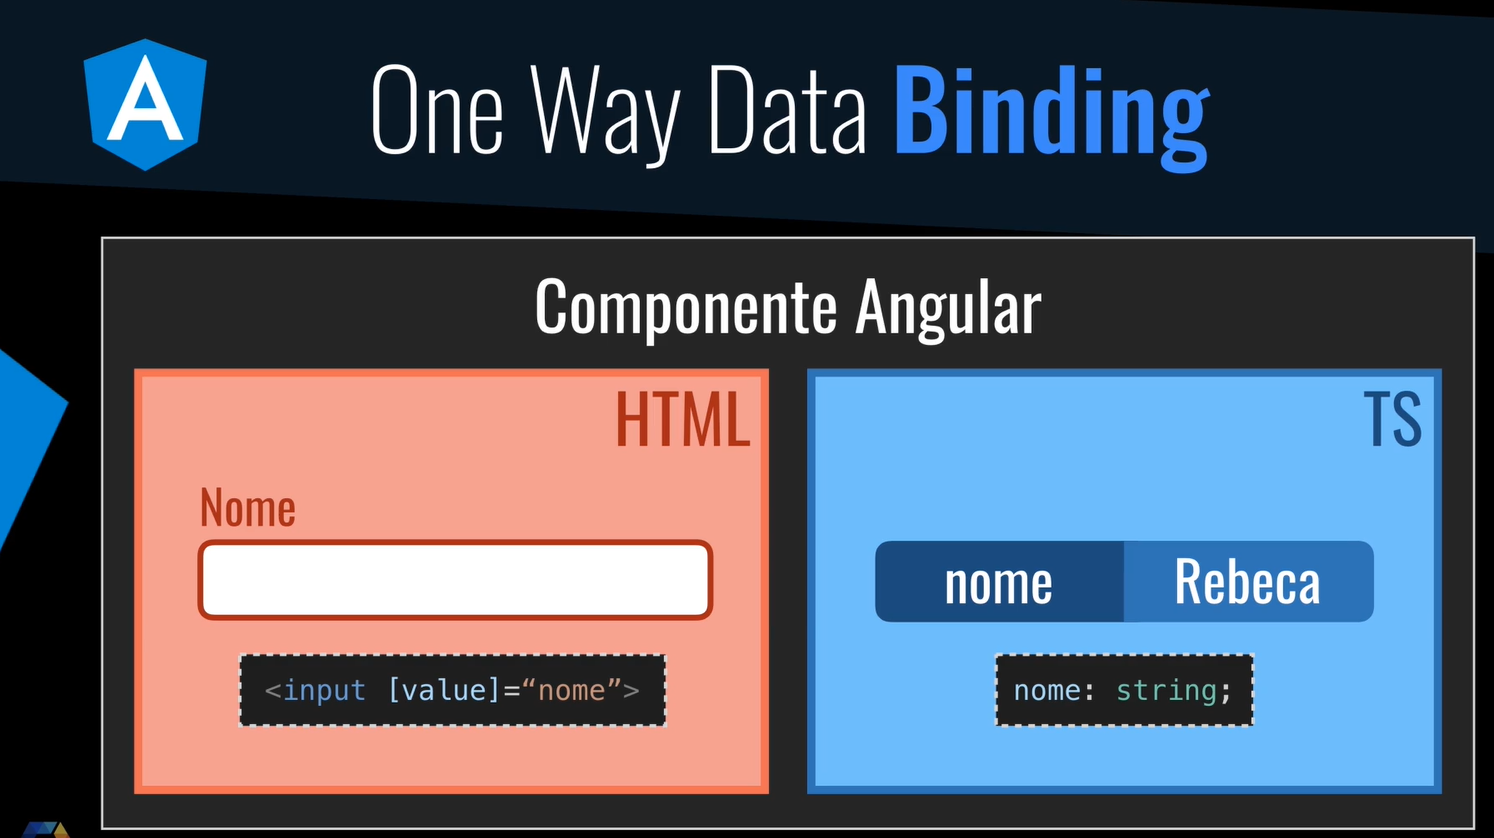 A
One Way Data Binding
Componente Angular
HTML
Nome
<input [value]=“nome”>
TS
nome Rebeca
nome: string;